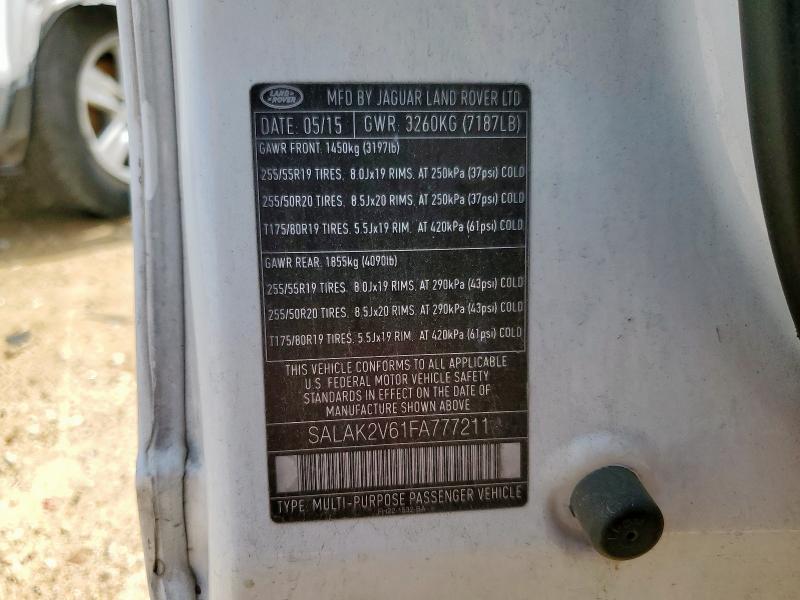 LAND ROVER
MFD BY JAGUAR LAND ROVER LTD
DATE: 05/15 GWR: 3260KG (7187LB)
GAWR FRONT: 1450kg (3197lb)
255/55R19 TIRES. 8.0Jx19 RIMS. AT 250kPa (37psi) COLD
255/50R20 TIRES. 8.5Jx20 RIMS. AT 250kPa (37psi) COLD
T175/80R19 TIRES. 5.5Jx19 RIM. AT 420kPa (61psi) COLD
GAWR REAR: 1855kg (4090lb)
255/55R19 TIRES. 8.0Jx19 RIMS. AT 290kPa (43psi) COLD
255/50R20 TIRES. 8.5Jx20 RIMS. AT 290kPa (43psi) COLD
T175/80R19 TIRES. 5.5Jx19 RIM. AT 420kPa (61psi) COLD
THIS VEHICLE CONFORMS TO ALL APPLICABLE
U.S. FEDERAL MOTOR VEHICLE SAFETY
STANDARDS IN EFFECT ON THE DATE OF
MANUFACTURE SHOWN ABOVE
SALAK2V61FA777211
TYPE: MULTI-PURPOSE PASSENGER VEHICLE